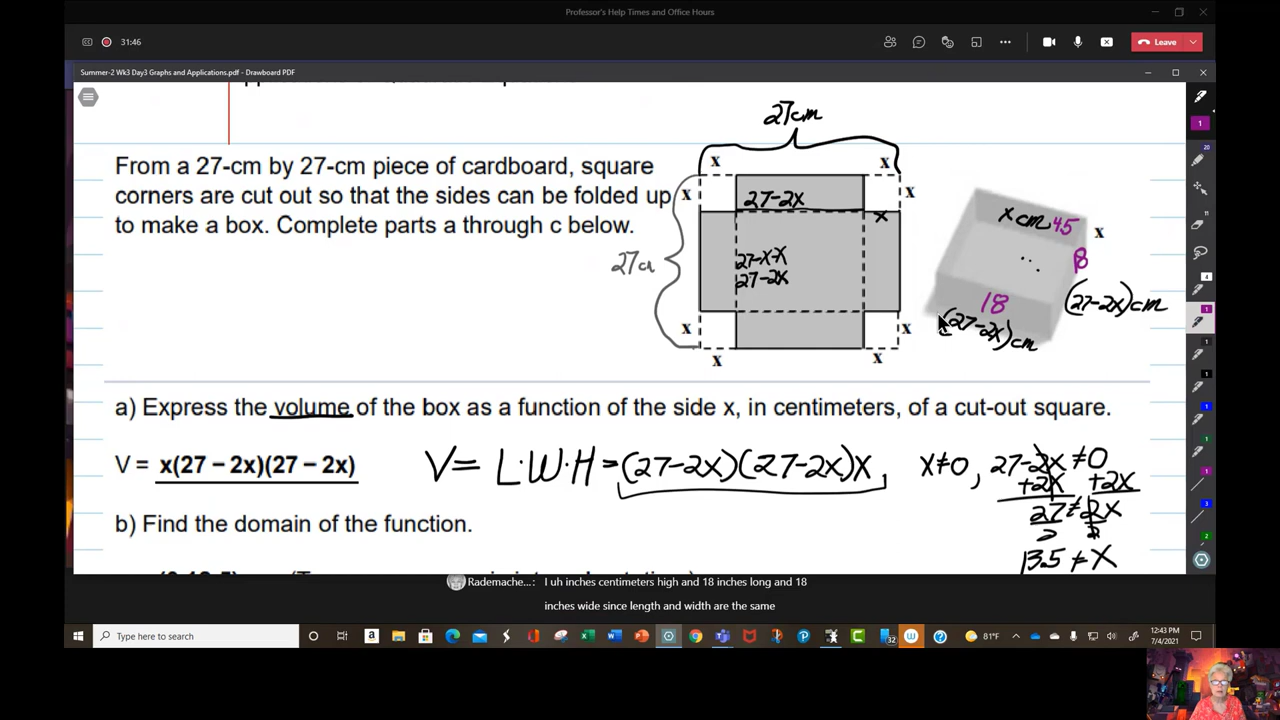 Professor's Help Times and Office Hours
31:46
Leave
Summer-2 Wk3 Day3 Graphs and Applications.pdf - Drawboard PDF
27cm
From a 27-cm by 27-cm piece of cardboard, square
corners are cut out so that the sides can be folded up
to make a box. Complete parts a through c below.
x x
x x
27-2x
x
27-x-x
27-2x
x x
x x
x cm 4.5
x
18
18
(27-2x)cm
(27-2x)cm
a) Express the volume of the box as a function of the side x, in centimeters, of a cut-out square.
V = x(27 – 2x)(27 – 2x)
V = L·W·H = (27-2x)(27-2x)x, x≠0, 27-2x≠0
+2x +2x
27≠2x
2 2
13.5≠x
b) Find the domain of the function.
Rademache...: I uh inches centimeters high and 18 inches long and 18
inches wide since length and width are the same
Type here to search
81°F
12:43 PM
7/4/2021